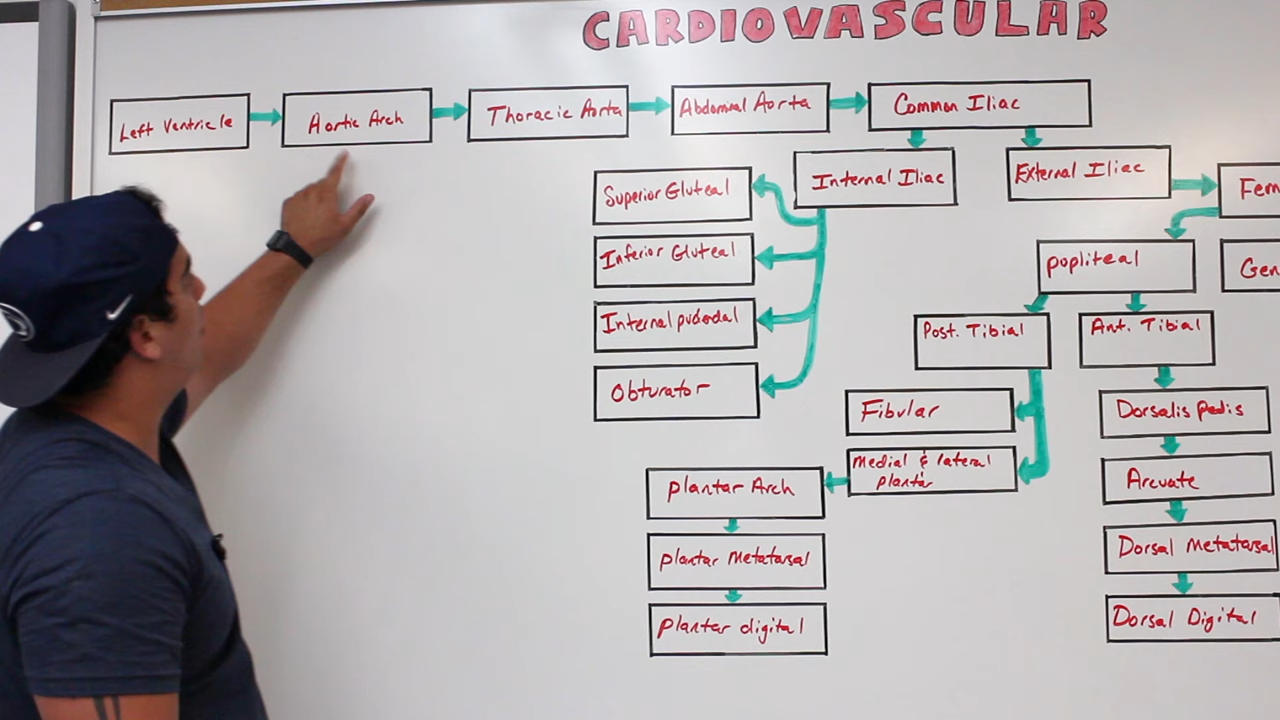 CARDIOVASCULAR
Left Ventricle
Aortic Arch
Thoracic Aorta
Abdominal Aorta
Common Iliac
Internal Iliac
External Iliac
Fem
Superior Gluteal
Inferior Gluteal
Internal pudendal
Obturator
popliteal
Gen
Post. Tibial
Ant. Tibial
Fibular
Medial & lateral
plantar
Plantar Arch
plantar Metatarsal
plantar digital
Dorsalis Pedis
Arcuate
Dorsal Metatarsal
Dorsal Digital